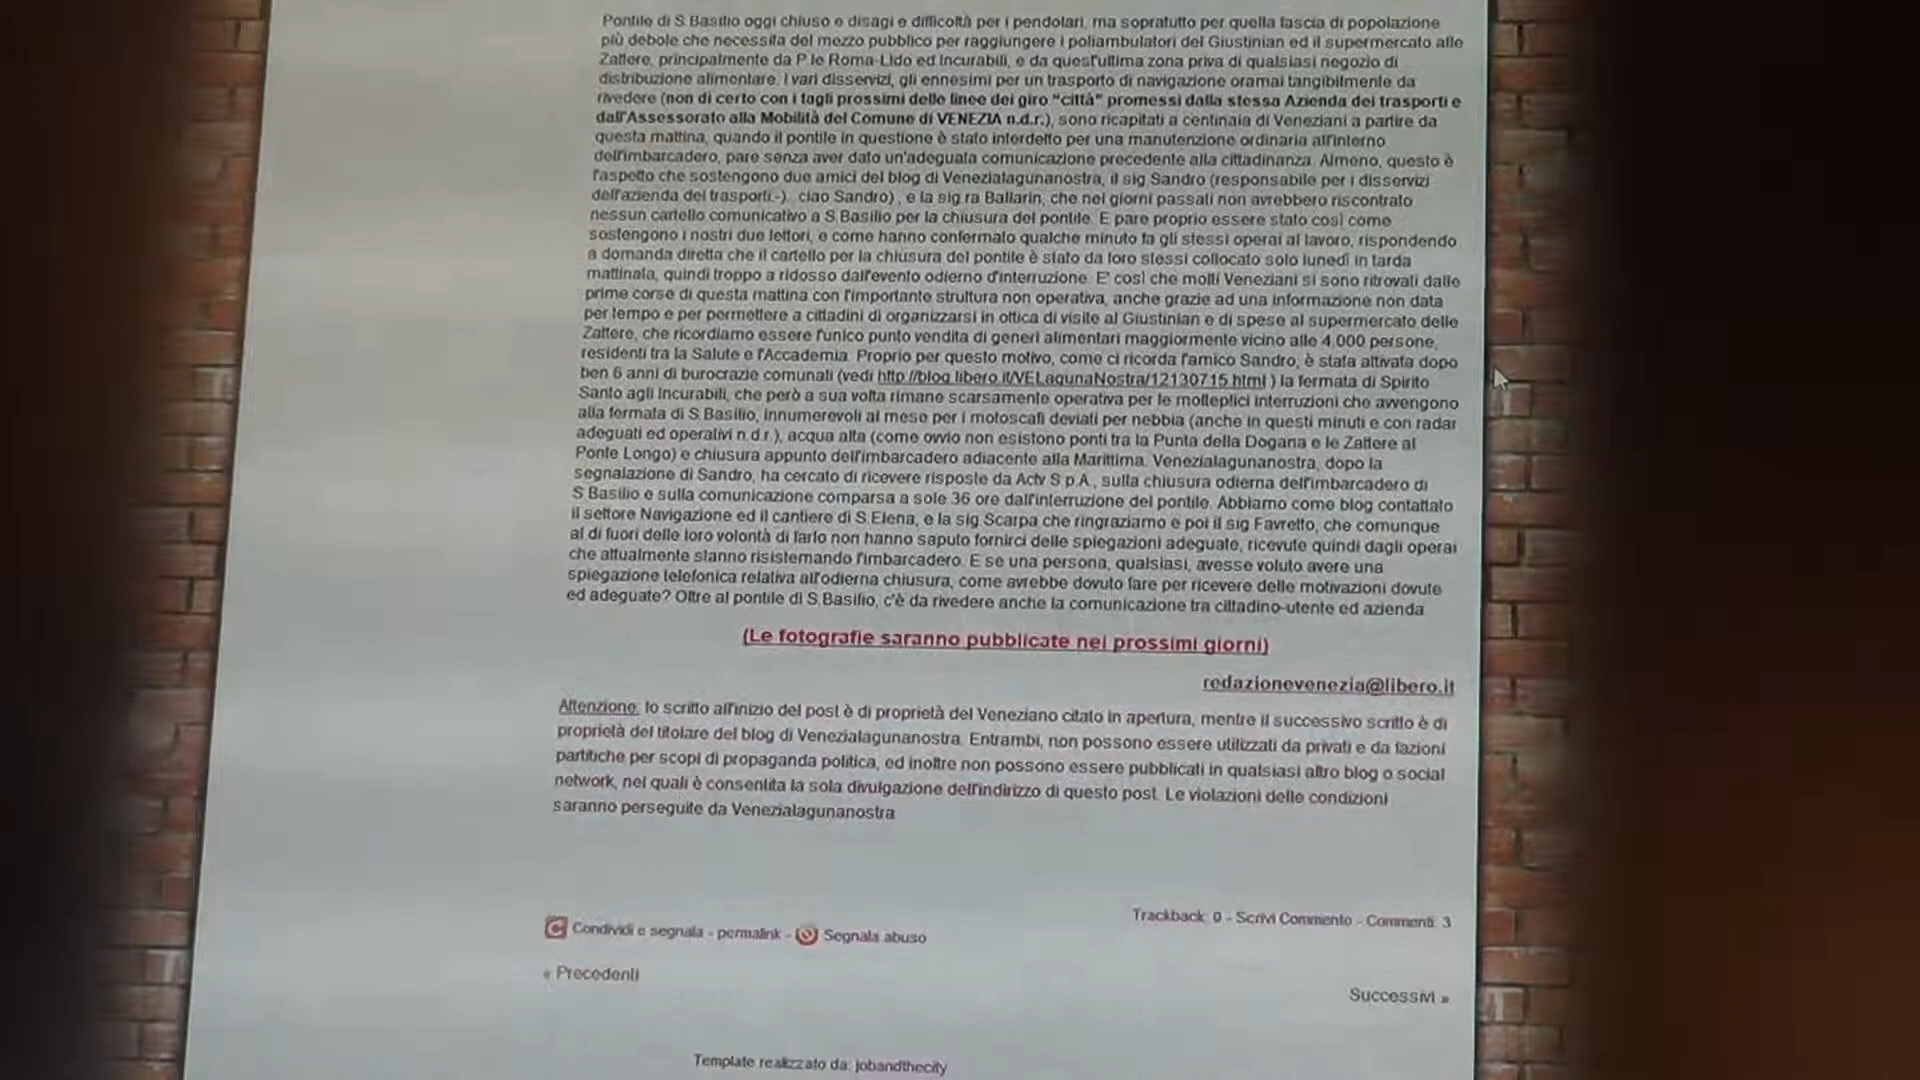 Pontile di S.Basilio oggi chiuso e disagi e difficoltà per i pendolari, ma sopratutto per quella fascia di popolazione
più debole che necessita del mezzo pubblico per raggiungere i poliambulatori del Giustinian ed il supermercato alle
Zattere, principalmente da P.le Roma-Lido ed Incurabili, e da quest'ultima zona priva di qualsiasi negozio di
distribuzione alimentare. I vari disservizi, gli ennesimi per un trasporto di navigazione oramai tangibilmente da
rivedere (non di certo con i tagli prossimi delle linee dei giro "città" promessi dalla stessa Azienda dei trasporti e
dall'Assessorato alla Mobilità del Comune di VENEZIA n.d.r.), sono ricapitati a centinaia di Veneziani a partire da
questa mattina, quando il pontile in questione è stato interdetto per una manutenzione ordinaria all'interno
dell'imbarcadero, pare senza aver dato un'adeguata comunicazione precedente alla cittadinanza. Almeno, questo è
l'aspetto che sostengono due amici del blog di Venezialagunanostra, il sig.Sandro (responsabile per i disservizi
dell'azienda dei trasporti:-)...ciao Sandro) , e la sig.ra Ballarin, che nei giorni passati non avrebbero riscontrato
nessun cartello comunicativo a S.Basilio per la chiusura del pontile. E pare proprio essere stato così come
sostengono i nostri due lettori, e come hanno confermato qualche minuto fa gli stessi operai al lavoro, rispondendo
a domanda diretta che il cartello per la chiusura del pontile è stato da loro stessi collocato solo lunedì in tarda
mattinata, quindi troppo a ridosso dall'evento odierno d'interruzione. E' così che molti Veneziani si sono ritrovati dalle
prime corse di questa mattina con l'importante struttura non operativa, anche grazie ad una informazione non data
per tempo e per permettere a cittadini di organizzarsi in ottica di visite al Giustinian e di spese al supermercato delle
Zattere, che ricordiamo essere l'unico punto vendita di generi alimentari maggiormente vicino alle 4.000 persone,
residenti tra la Salute e l'Accademia. Proprio per questo motivo, come ci ricorda l'amico Sandro, è stata attivata dopo
ben 6 anni di burocrazie comunali (vedi http://blog.libero.it/VELagunaNostra/12130715.html ) la fermata di Spirito
Santo agli Incurabili, che però a sua volta rimane scarsamente operativa per le molteplici interruzioni che avvengono
alla fermata di S.Basilio, innumerevoli al mese per i motoscafi deviati per nebbia (anche in questi minuti e con radar
adeguati ed operativi n.d.r.), acqua alta (come ovvio non esistono ponti tra la Punta della Dogana e le Zattere al
Ponte Longo) e chiusura appunto dell'imbarcadero adiacente alla Marittima. Venezialagunanostra, dopo la
segnalazione di Sandro, ha cercato di ricevere risposte da Actv S.p.A., sulla chiusura odierna dell'imbarcadero di
S.Basilio e sulla comunicazione comparsa a sole 36 ore dall'interruzione del pontile. Abbiamo come blog contattato
il settore Navigazione ed il cantiere di S.Elena, e la sig.Scarpa che ringraziamo e poi il sig.Favretto, che comunque
al di fuori delle loro volontà di farlo non hanno saputo fornirci delle spiegazioni adeguate, ricevute quindi dagli operai
che attualmente stanno risistemando l'imbarcadero. E se una persona, qualsiasi, avesse voluto avere una
spiegazione telefonica relativa all'odierna chiusura, come avrebbe dovuto fare per ricevere delle motivazioni dovute
ed adeguate? Oltre al pontile di S.Basilio, c'è da rivedere anche la comunicazione tra cittadino-utente ed azienda
(Le fotografie saranno pubblicate nei prossimi giorni)
redazionevenezia@libero.it
Attenzione: lo scritto all'inizio del post è di proprietà del Veneziano citato in apertura, mentre il successivo scritto è di
proprietà del titolare del blog di Venezialagunanostra. Entrambi, non possono essere utilizzati da privati e da fazioni
partitiche per scopi di propaganda politica, ed inoltre non possono essere pubblicati in qualsiasi altro blog o social
network, nei quali è consentita la sola divulgazione dell'indirizzo di questo post. Le violazioni delle condizioni
saranno perseguite da Venezialagunanostra
Trackback: 0 - Scrivi Commento - Commenti: 3
Condividi e segnala - permalink - Segnala abuso
« Precedenti
Successivi »
Template realizzato da: jobandthecity